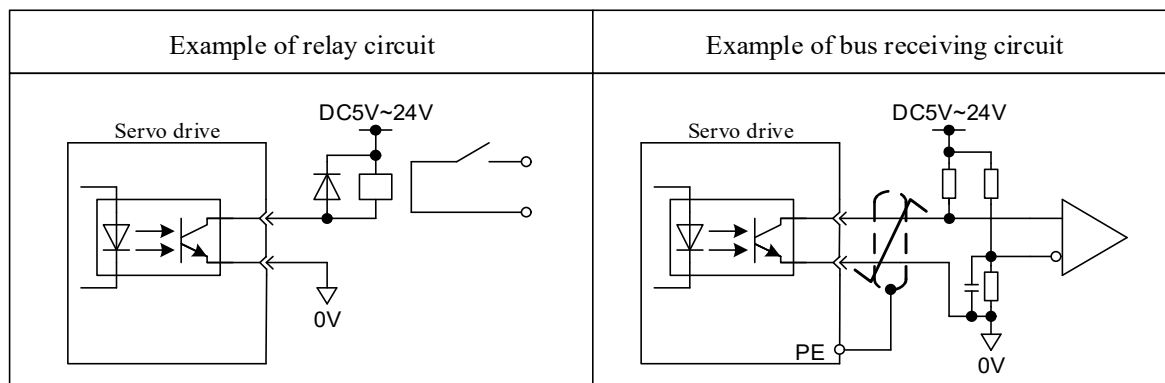 Example of relay circuit
Example of bus receiving circuit
DC5V~24V
Servo drive
0V
DC5V~24V
Servo drive
PE
0V